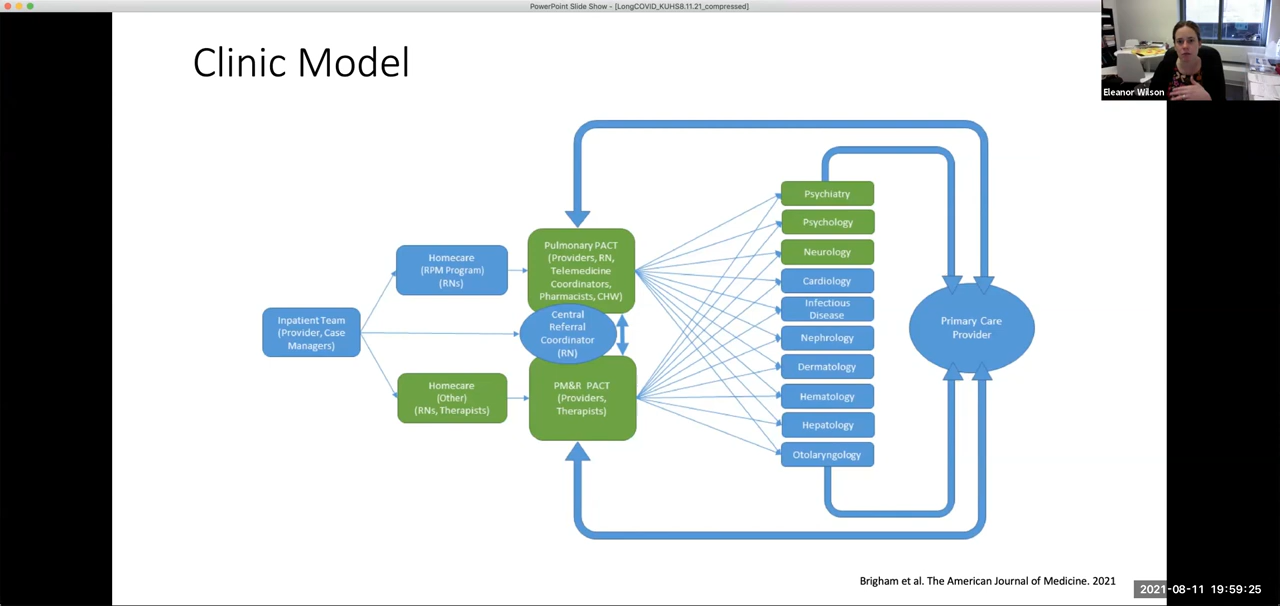 PowerPoint Slide Show - [LongCOVID_KUHS8.11.21_compressed]
Clinic Model
Eleanor Wilson
Inpatient Team
(Provider, Case
Managers)
Homecare
(RPM Program)
(RNs)
Homecare
(Other)
(RNs, Therapists)
Pulmonary PACT
(Providers, RN,
Telemedicine
Coordinators,
Pharmacists, CHW)
Central
Referral
Coordinator
(RN)
PM&R PACT
(Providers,
Therapists)
Psychiatry
Psychology
Neurology
Cardiology
Infectious
Disease
Nephrology
Dermatology
Hematology
Hepatology
Otolaryngology
Primary Care
Provider
Brigham et al. The American Journal of Medicine. 2021
2021-08-11 19:59:25